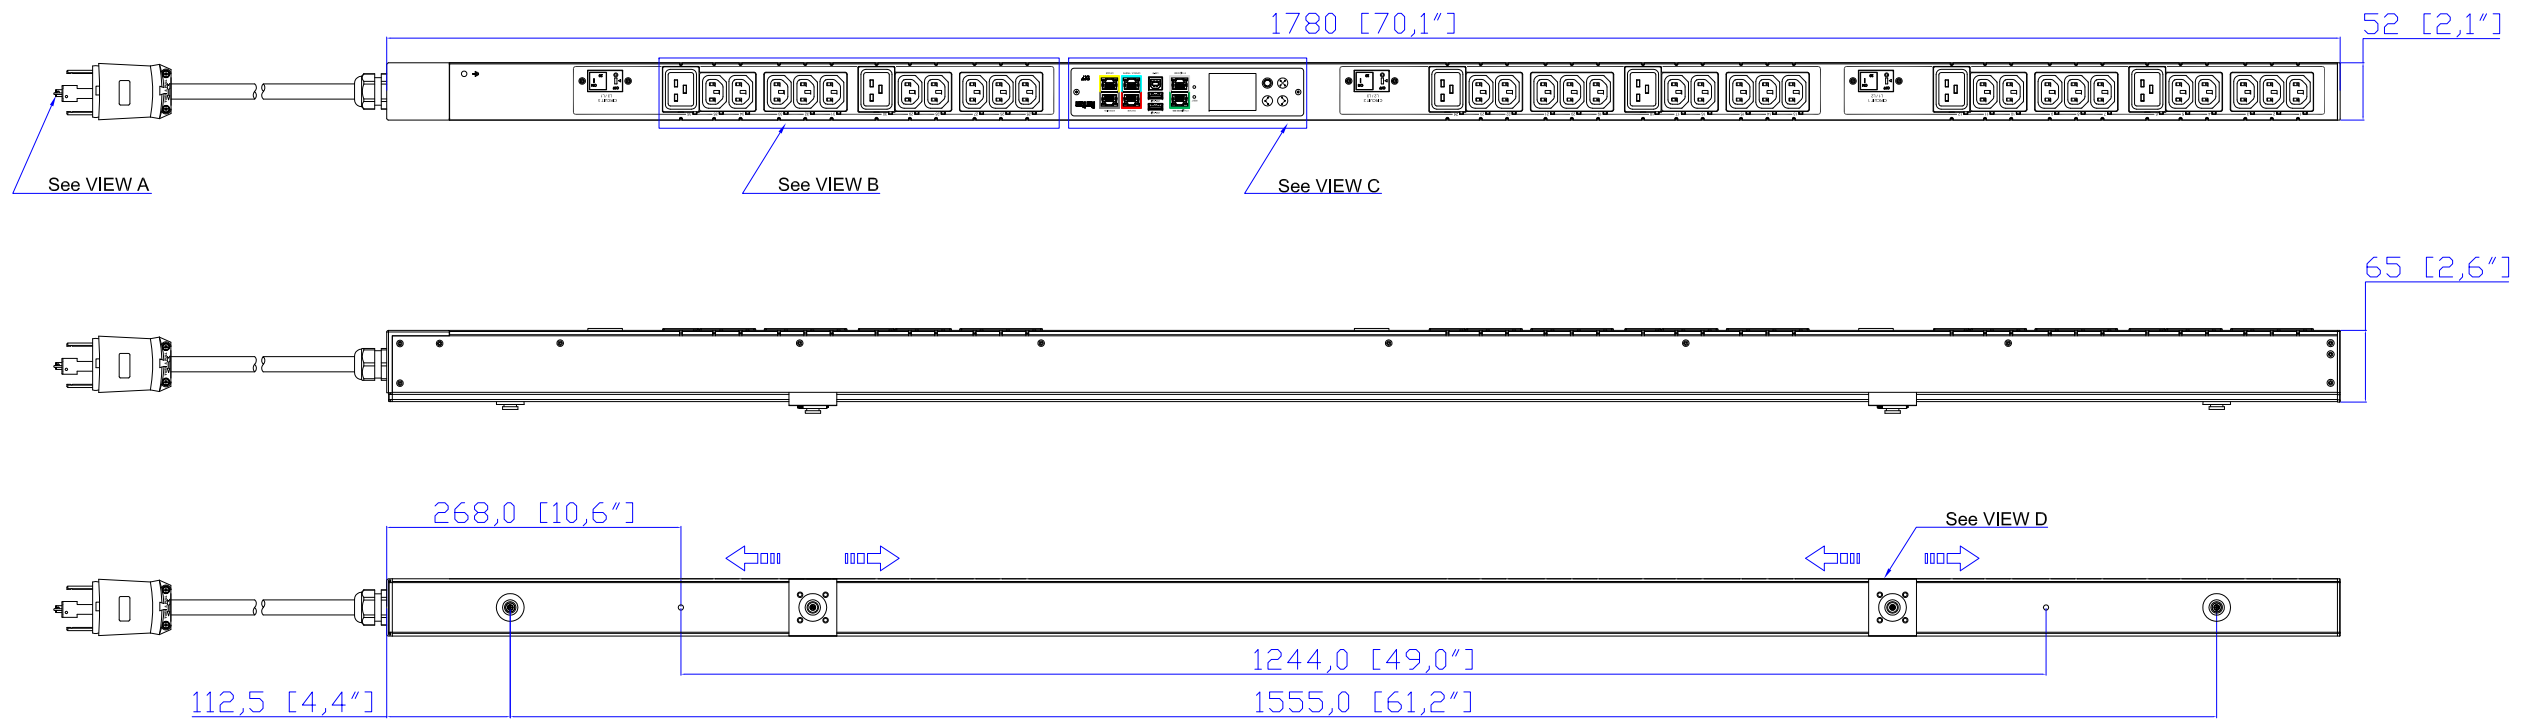 1780 [70,1"]
52 [2,1"]
See VIEW A
See VIEW B
See VIEW C
65 [2,6"]
268,0 [10,6"]
See VIEW D
1244,0 [49,0"]
112,5 [4,4"]
1555,0 [61,2"]